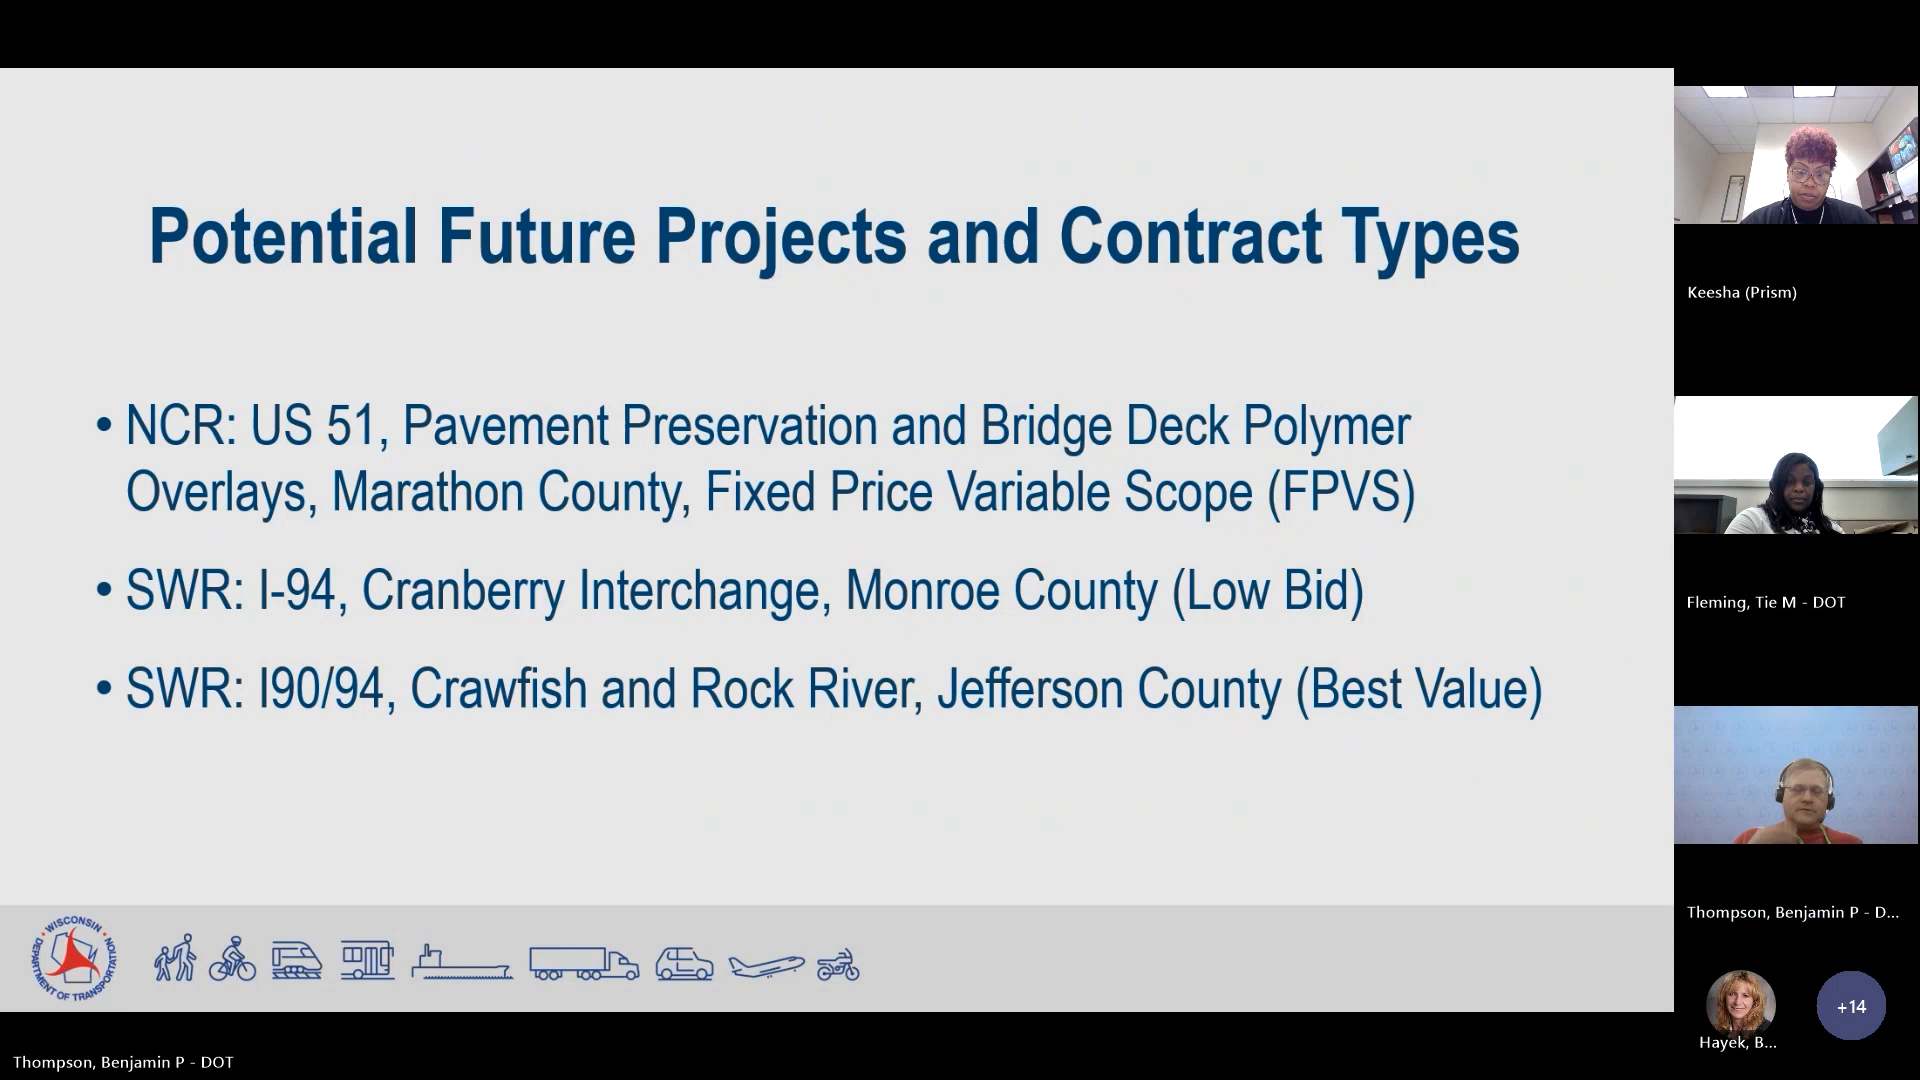 Potential Future Projects and Contract Types
• NCR: US 51, Pavement Preservation and Bridge Deck Polymer
Overlays, Marathon County, Fixed Price Variable Scope (FPVS)
• SWR: I-94, Cranberry Interchange, Monroe County (Low Bid)
• SWR: I90/94, Crawfish and Rock River, Jefferson County (Best Value)
WISCONSIN
DEPARTMENT OF TRANSPORTATION
Thompson, Benjamin P - DOT
Keesha (Prism)
Fleming, Tie M - DOT
Thompson, Benjamin P - D...
Hayek, B...
+14